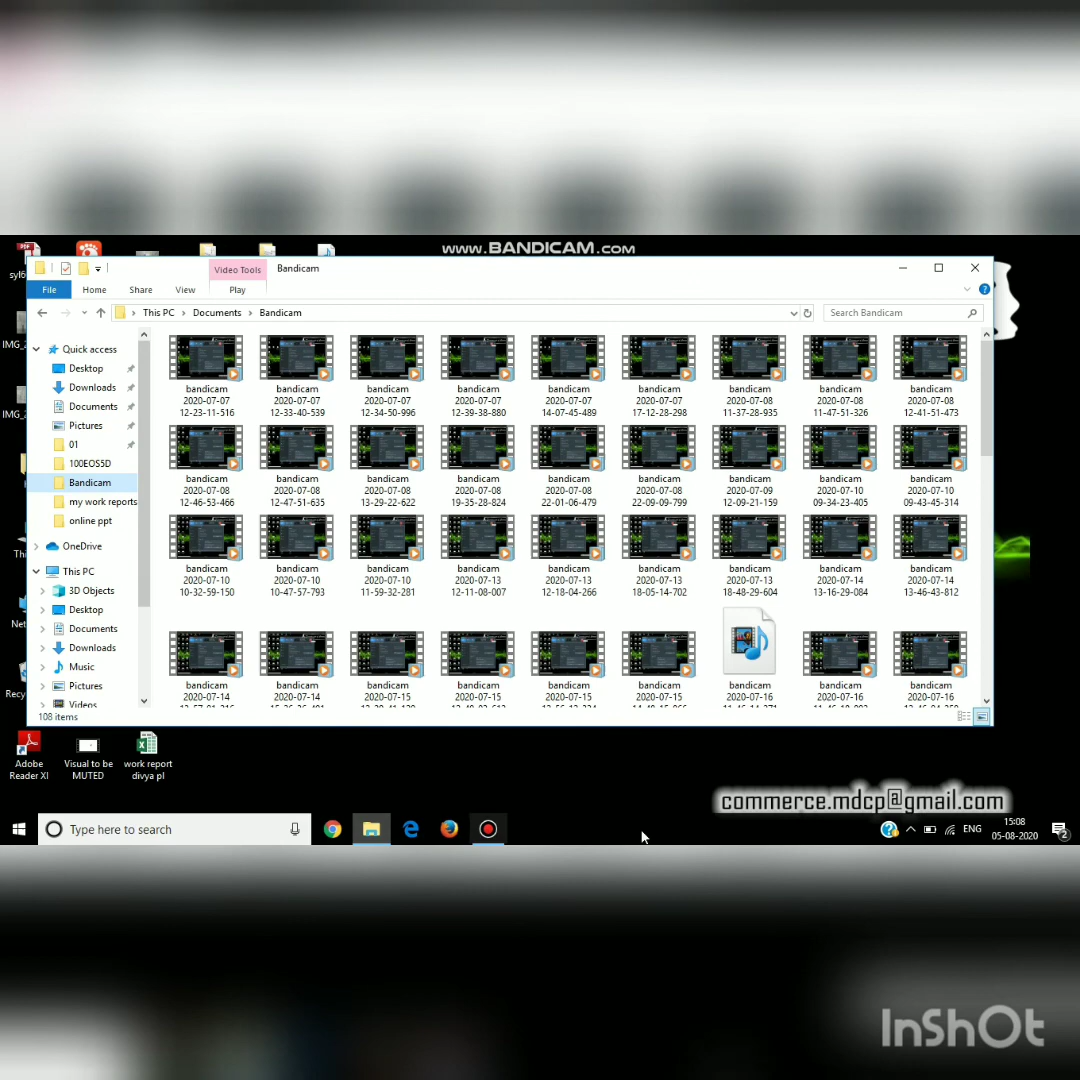 www.BANDICAM.com
Video Tools
Bandicam
File
Home
Share
View
Play
This PC
Documents
Bandicam
Search Bandicam
Quick access
Desktop
Downloads
Documents
Pictures
01
100EOS5D
Bandicam
my work reports
online ppt
OneDrive
This PC
3D Objects
Desktop
Documents
Downloads
Music
Pictures
Videos
bandicam
2020-07-07
12-23-11-516
bandicam
2020-07-07
12-33-40-539
bandicam
2020-07-07
12-34-50-996
bandicam
2020-07-07
12-39-38-880
bandicam
2020-07-07
14-07-45-489
bandicam
2020-07-07
17-12-28-298
bandicam
2020-07-08
11-37-28-935
bandicam
2020-07-08
11-47-51-326
bandicam
2020-07-08
12-41-51-473
bandicam
2020-07-08
12-46-53-466
bandicam
2020-07-08
12-47-51-635
bandicam
2020-07-08
13-29-22-622
bandicam
2020-07-08
19-35-28-824
bandicam
2020-07-08
22-01-06-479
bandicam
2020-07-08
22-09-09-799
bandicam
2020-07-09
12-09-21-159
bandicam
2020-07-10
09-34-23-405
bandicam
2020-07-10
09-43-45-314
bandicam
2020-07-10
10-32-59-150
bandicam
2020-07-10
10-47-57-793
bandicam
2020-07-10
11-59-32-281
bandicam
2020-07-13
12-11-08-007
bandicam
2020-07-13
12-18-04-266
bandicam
2020-07-13
18-05-14-702
bandicam
2020-07-13
18-48-29-604
bandicam
2020-07-14
13-16-29-084
bandicam
2020-07-14
13-46-43-812
bandicam
2020-07-14
bandicam
2020-07-14
bandicam
2020-07-15
bandicam
2020-07-15
bandicam
2020-07-15
bandicam
2020-07-15
bandicam
2020-07-16
bandicam
2020-07-16
bandicam
2020-07-16
108 items
Adobe
Reader XI
Visual to be
MUTED
work report
divya pl
commerce.mdcp@gmail.com
Type here to search
ENG
15:08
05-08-2020
2
InShOt